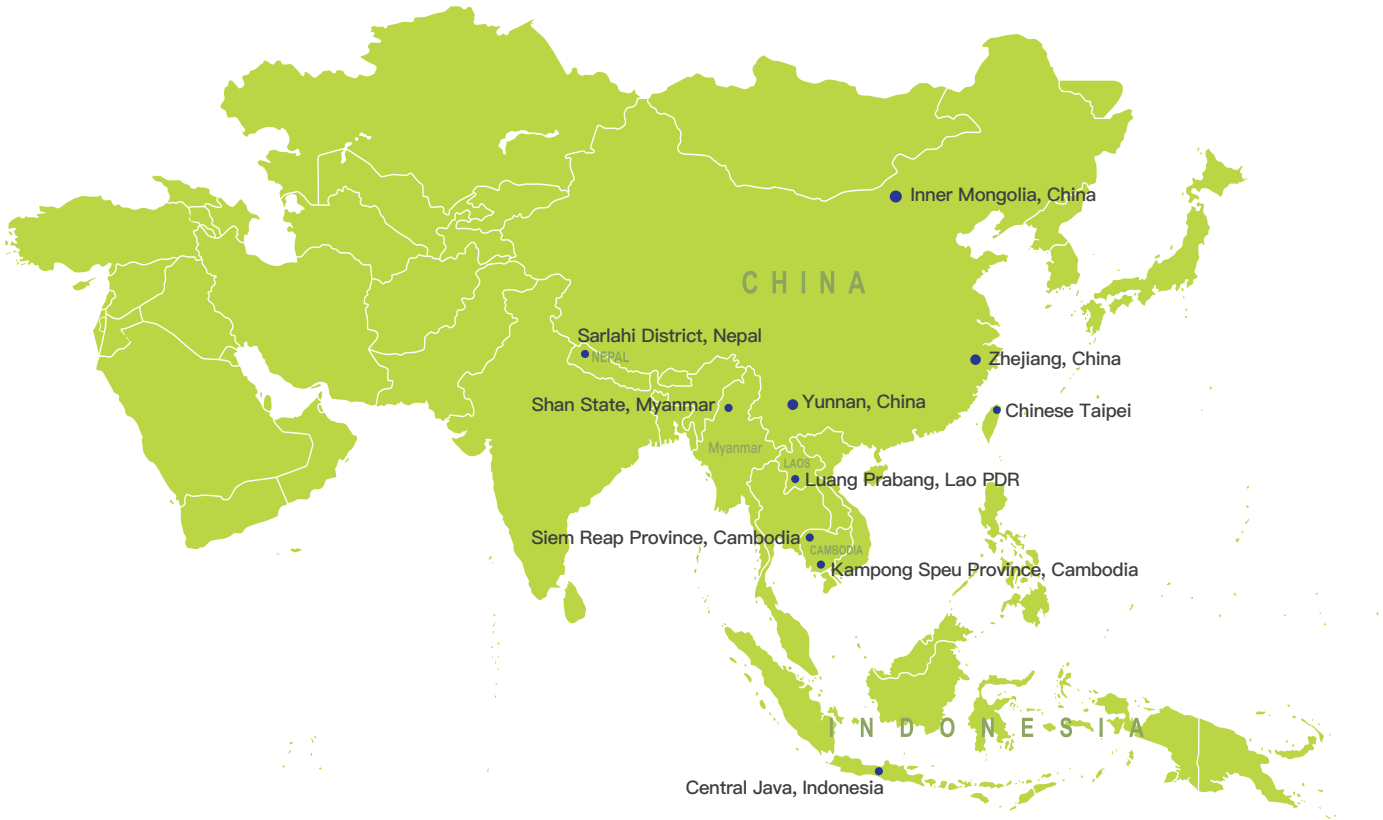 Inner Mongolia, China
CHINA
Sarlahi District, Nepal
NEPAL
Zhejiang, China
Shan State, Myanmar
Yunnan, China
Chinese Taipei
Myanmar
LAOS
Luang Prabang, Lao PDR
Siem Reap Province, Cambodia
CAMBODIA
Kampong Speu Province, Cambodia
INDONESIA
Central Java, Indonesia